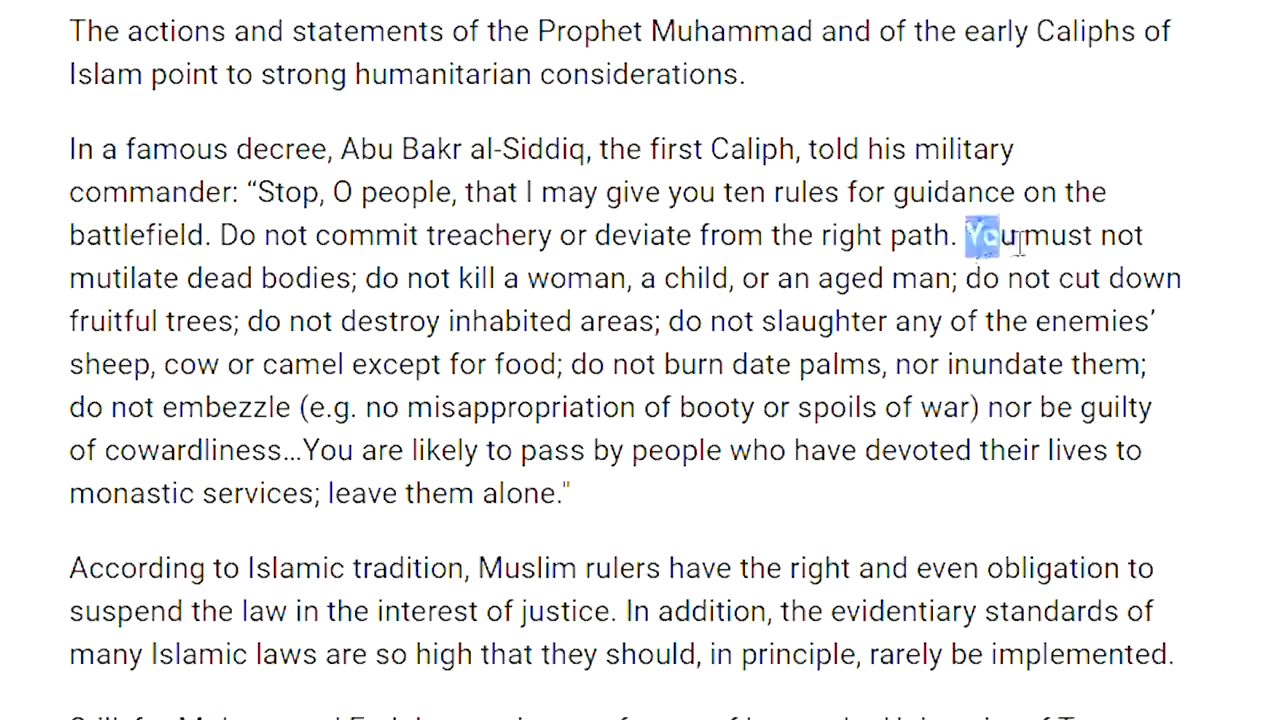 The actions and statements of the Prophet Muhammad and of the early Caliphs of
Islam point to strong humanitarian considerations.
In a famous decree, Abu Bakr al-Siddiq, the first Caliph, told his military
commander: “Stop, O people, that I may give you ten rules for guidance on the
battlefield. Do not commit treachery or deviate from the right path. You must not
mutilate dead bodies; do not kill a woman, a child, or an aged man; do not cut down
fruitful trees; do not destroy inhabited areas; do not slaughter any of the enemies’
sheep, cow or camel except for food; do not burn date palms, nor inundate them;
do not embezzle (e.g. no misappropriation of booty or spoils of war) nor be guilty
of cowardliness…You are likely to pass by people who have devoted their lives to
monastic services; leave them alone."
According to Islamic tradition, Muslim rulers have the right and even obligation to
suspend the law in the interest of justice. In addition, the evidentiary standards of
many Islamic laws are so high that they should, in principle, rarely be implemented.